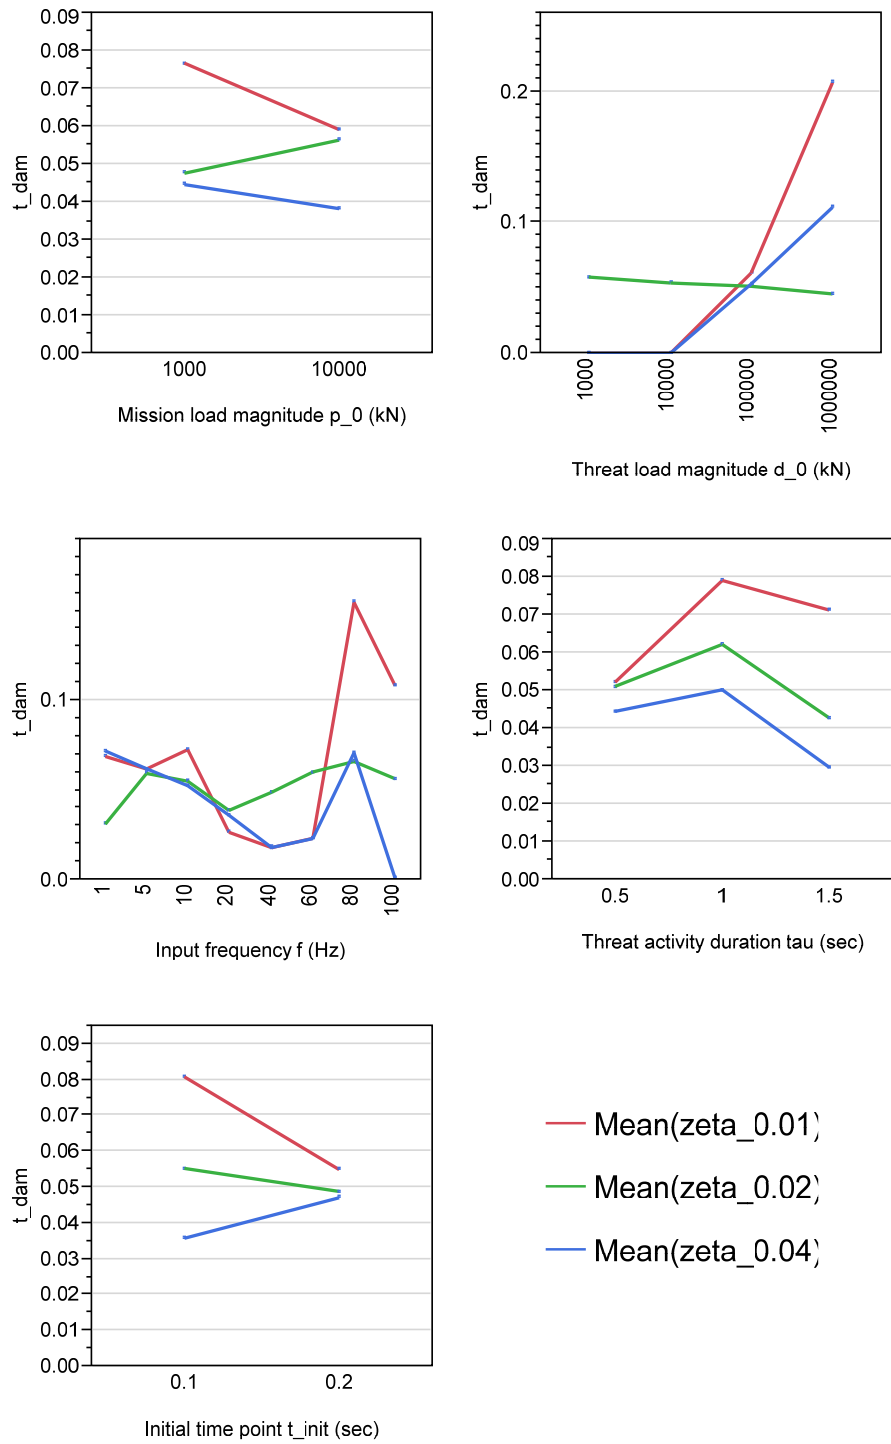 0.09
0.08
0.07
0.06
0.05
0.04
0.03
0.02
0.01
0.00
t_dam
1000 10000
Mission load magnitude p_0 (kN)
0.2
0.1
0.0
t_dam
1000 10000 100000 1000000
Threat load magnitude d_0 (kN)
0.1
0.0
t_dam
1 5 10 20 40 60 80 100
Input frequency f (Hz)
0.09
0.08
0.07
0.06
0.05
0.04
0.03
0.02
0.01
0.00
t_dam
0.5 1 1.5
Threat activity duration tau (sec)
0.09
0.08
0.07
0.06
0.05
0.04
0.03
0.02
0.01
0.00
t_dam
0.1 0.2
Initial time point t_init (sec)
Mean(zeta_0.01)
Mean(zeta_0.02)
Mean(zeta_0.04)